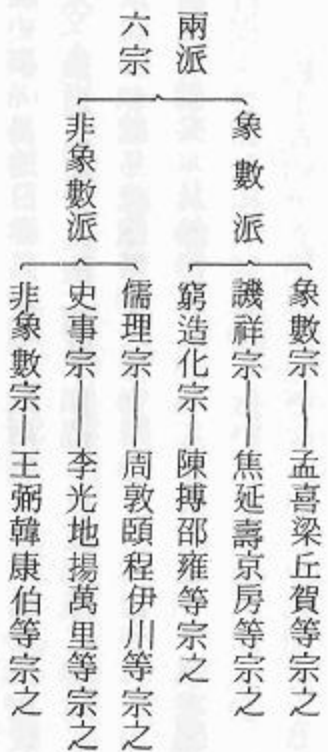 兩派
六宗
象數派
象數宗—孟喜梁丘賀等宗之
譏祥宗—焦延壽京房等宗之
窮造化宗—陳摶邵雍等宗之
非象數派
儒理宗—周敦頤程伊川等宗之
史事宗—李光地揚萬里等宗之
非象數宗—王弼韓康伯等宗之